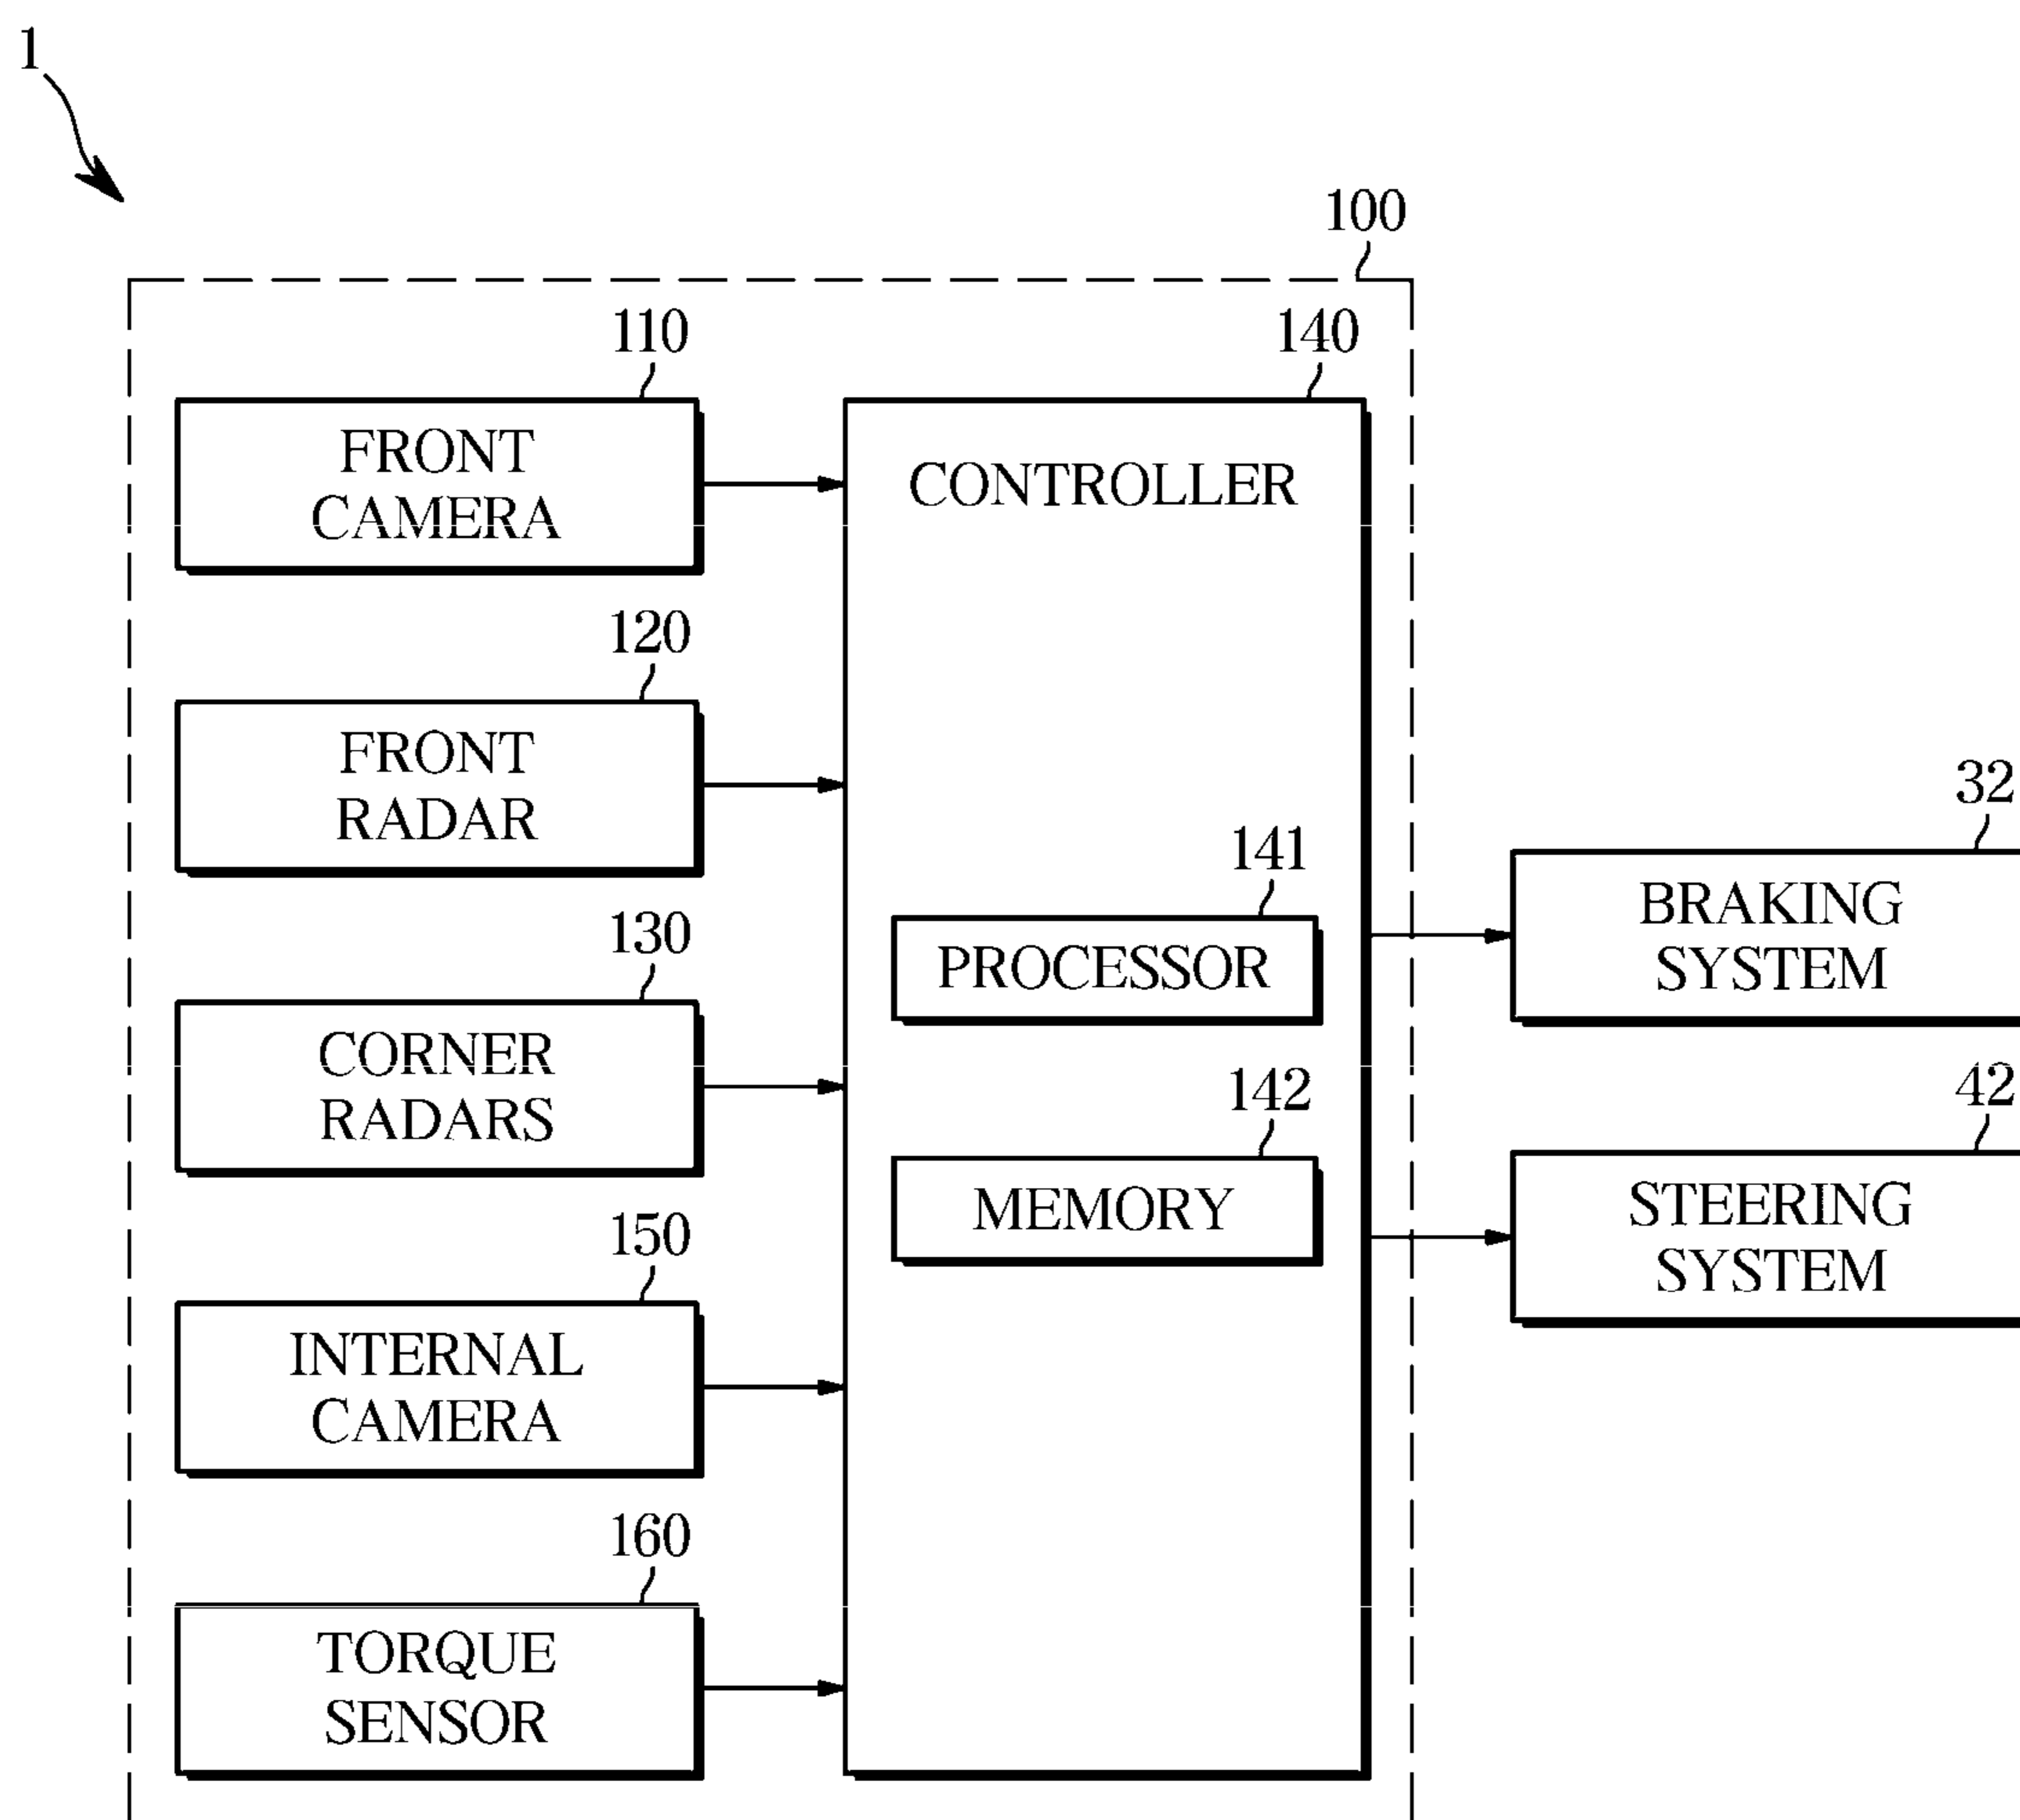 1
100
110
FRONT
CAMERA
140
CONTROLLER
120
FRONT
RADAR
130
CORNER
RADARS
141
PROCESSOR
142
MEMORY
150
INTERNAL
CAMERA
160
TORQUE
SENSOR
32
BRAKING
SYSTEM
42
STEERING
SYSTEM